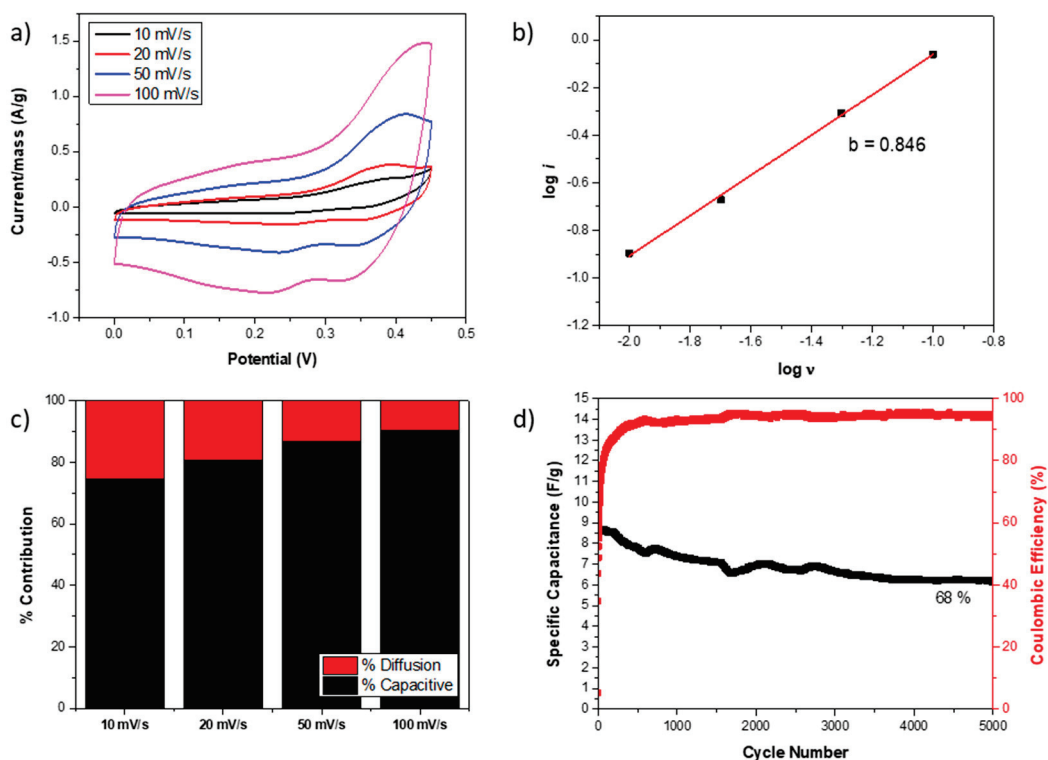 a)
10 mV/s
20 mV/s
50 mV/s
100 mV/s
1.5
1.0
0.5
0.0
-0.5
-1.0
Current/mass (A/g)
0.0 0.1 0.2 0.3 0.4 0.5
Potential (V)
b)
0.0
-0.2
-0.4
-0.6
-0.8
-1.0
-1.2
log i
b = 0.846
-2.0 -1.8 -1.6 -1.4 -1.2 -1.0 -0.8
log ν
c)
100
80
60
40
20
0
% Contribution
% Diffusion
% Capacitive
10 mV/s 20 mV/s 50 mV/s 100 mV/s
d)
15
14
13
12
11
10
9
8
7
6
5
4
3
2
1
0
Specific Capacitance (F/g)
68 %
100
80
60
40
20
0
Coulombic Efficiency (%)
0 1000 2000 3000 4000 5000
Cycle Number